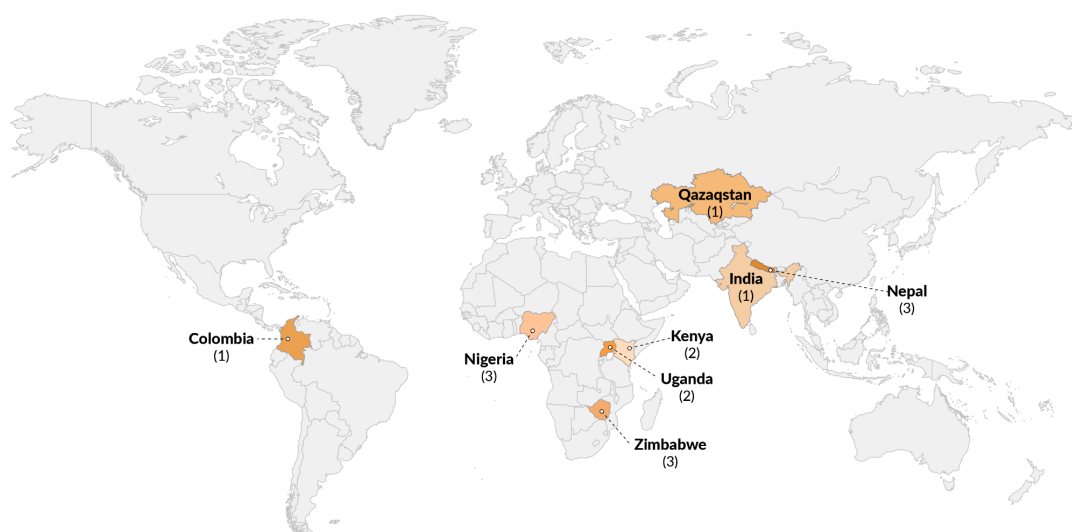 Qazaqstan
(1)
India
(1)
Nepal
(3)
Colombia
(1)
Nigeria
(3)
Kenya
(2)
Uganda
(2)
Zimbabwe
(3)